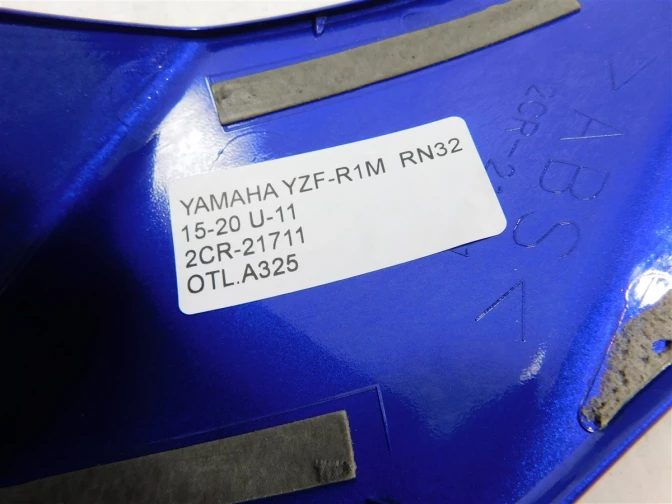 YAMAHA YZF-R1M RN32
15-20 U-11
2CR-21711
OTL.A325
>ABS<
2CR-2